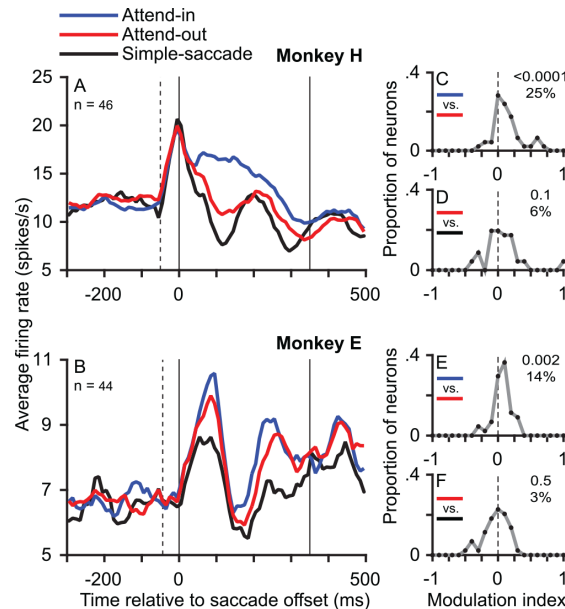 Attend-in
Attend-out
Simple-saccade
Monkey H
A
n = 46
25
20
15
10
5
-200
0
200
500
Monkey E
B
n = 44
11
9
7
5
-200
0
200
500
Average firing rate (spikes/s)
Time relative to saccade offset (ms)
C
<0.0001
25%
vs.
.4
0
-1
0
1
D
0.1
6%
vs.
.4
0
-1
0
1
Proportion of neurons
E
0.002
14%
vs.
.4
0
-1
0
1
F
0.5
3%
vs.
.4
0
-1
0
1
Proportion of neurons
Modulation index